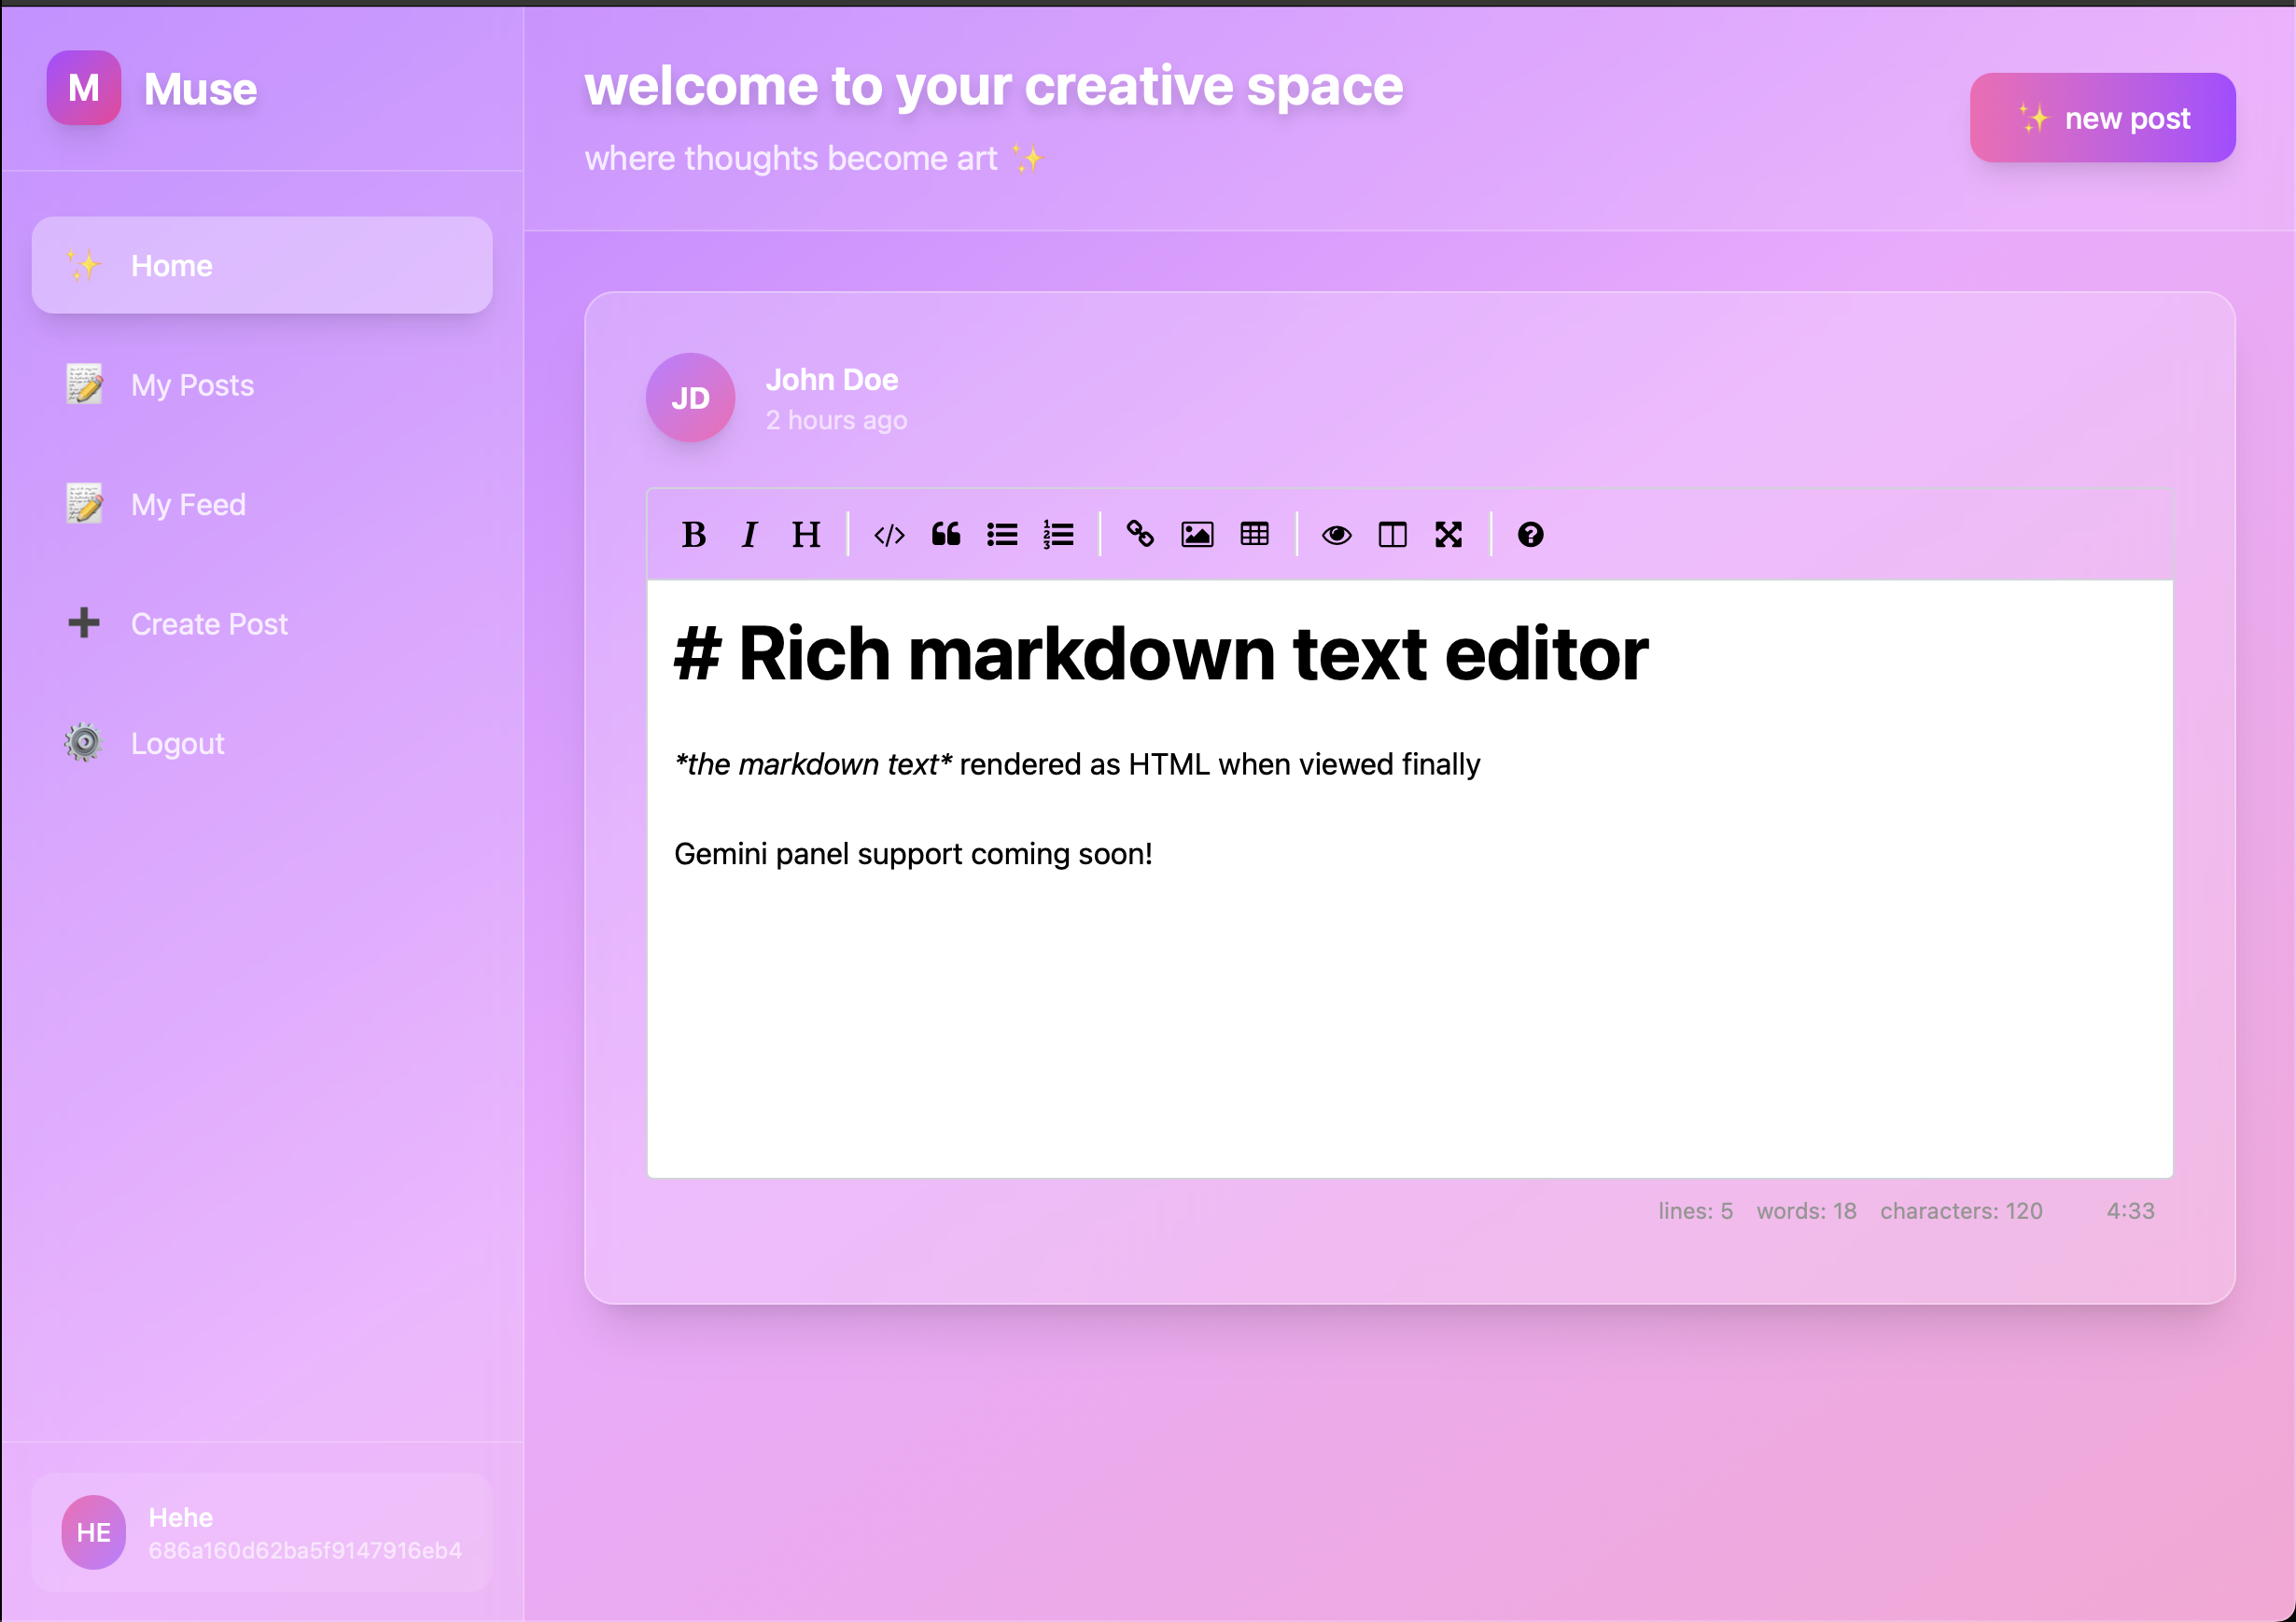 M Muse
welcome to your creative space
where thoughts become art ✨
✨ new post
✨ Home
📝 My Posts
📝 My Feed
➕ Create Post
⚙️ Logout
JD
John Doe
2 hours ago
B I H
# Rich markdown text editor
*the markdown text* rendered as HTML when viewed finally
Gemini panel support coming soon!
lines: 5 words: 18 characters: 120 4:33
HE
Hehe
686a160d62ba5f9147916eb4